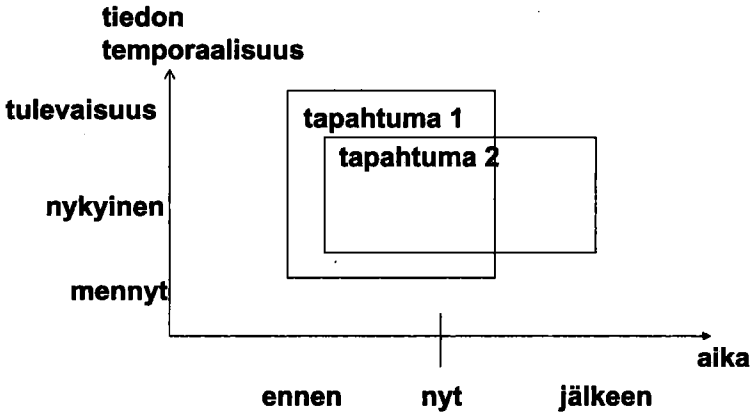 tiedon
temporaalisuus
tulevaisuus
tapahtuma 1
tapahtuma 2
nykyinen
mennyt
aika
ennen
nyt
jälkeen